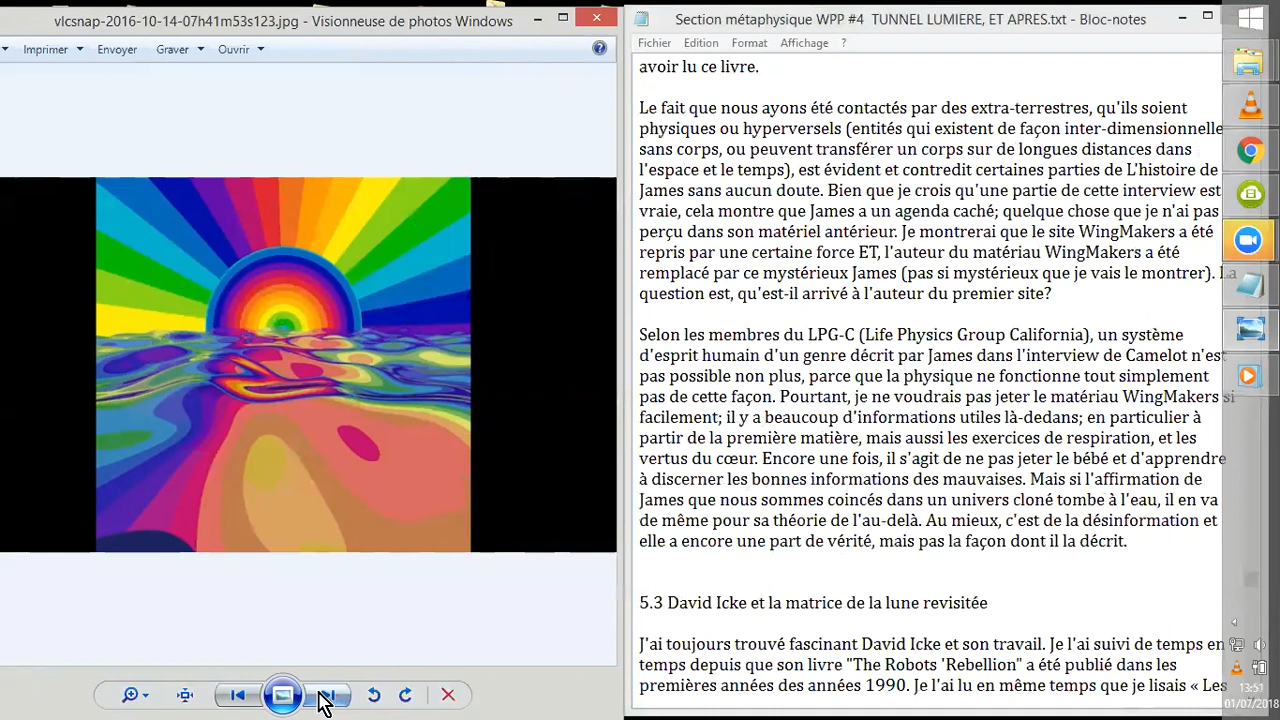 vlcsnap-2016-10-14-07h41m53s123.jpg - Visionneuse de photos Windows
Imprimer
Envoyer
Graver
Ouvrir
Section métaphysique WPP #4 TUNNEL LUMIERE, ET APRES.txt - Bloc-notes
Fichier
Edition
Format
Affichage
?
avoir lu ce livre.
Le fait que nous ayons été contactés par des extra-terrestres, qu'ils soient
physiques ou hyperversels (entités qui existent de façon inter-dimensionnelle
sans corps, ou peuvent transférer un corps sur de longues distances dans
l'espace et le temps), est évident et contredit certaines parties de L'histoire de
James sans aucun doute. Bien que je crois qu'une partie de cette interview est
vraie, cela montre que James a un agenda caché; quelque chose que je n'ai pas
perçu dans son matériel antérieur. Je montrerai que le site WingMakers a été
repris par une certaine force ET, l'auteur du matériau WingMakers a été
remplacé par ce mystérieux James (pas si mystérieux que je vais le montrer). La
question est, qu'est-il arrivé à l'auteur du premier site?
Selon les membres du LPG-C (Life Physics Group California), un système
d'esprit humain d'un genre décrit par James dans l'interview de Camelot n'est
pas possible non plus, parce que la physique ne fonctionne tout simplement
pas de cette façon. Pourtant, je ne voudrais pas jeter le matériau WingMakers si
facilement; il y a beaucoup d'informations utiles là-dedans; en particulier à
partir de la première matière, mais aussi les exercices de respiration, et les
vertus du cœur. Encore une fois, il s'agit de ne pas jeter le bébé et d'apprendre
à discerner les bonnes informations des mauvaises. Mais si l'affirmation de
James que nous sommes coincés dans un univers cloné tombe à l'eau, il en va
de même pour sa théorie de l'au-delà. Au mieux, c'est de la désinformation et
elle a encore une part de vérité, mais pas la façon dont il la décrit.
5.3 David Icke et la matrice de la lune revisitée
J'ai toujours trouvé fascinant David Icke et son travail. Je l'ai suivi de temps en
temps depuis que son livre "The Robots 'Rebellion" a été publié dans les
premières années des années 1990. Je l'ai lu en même temps que je lisais « Les
13:51
01/07/2018